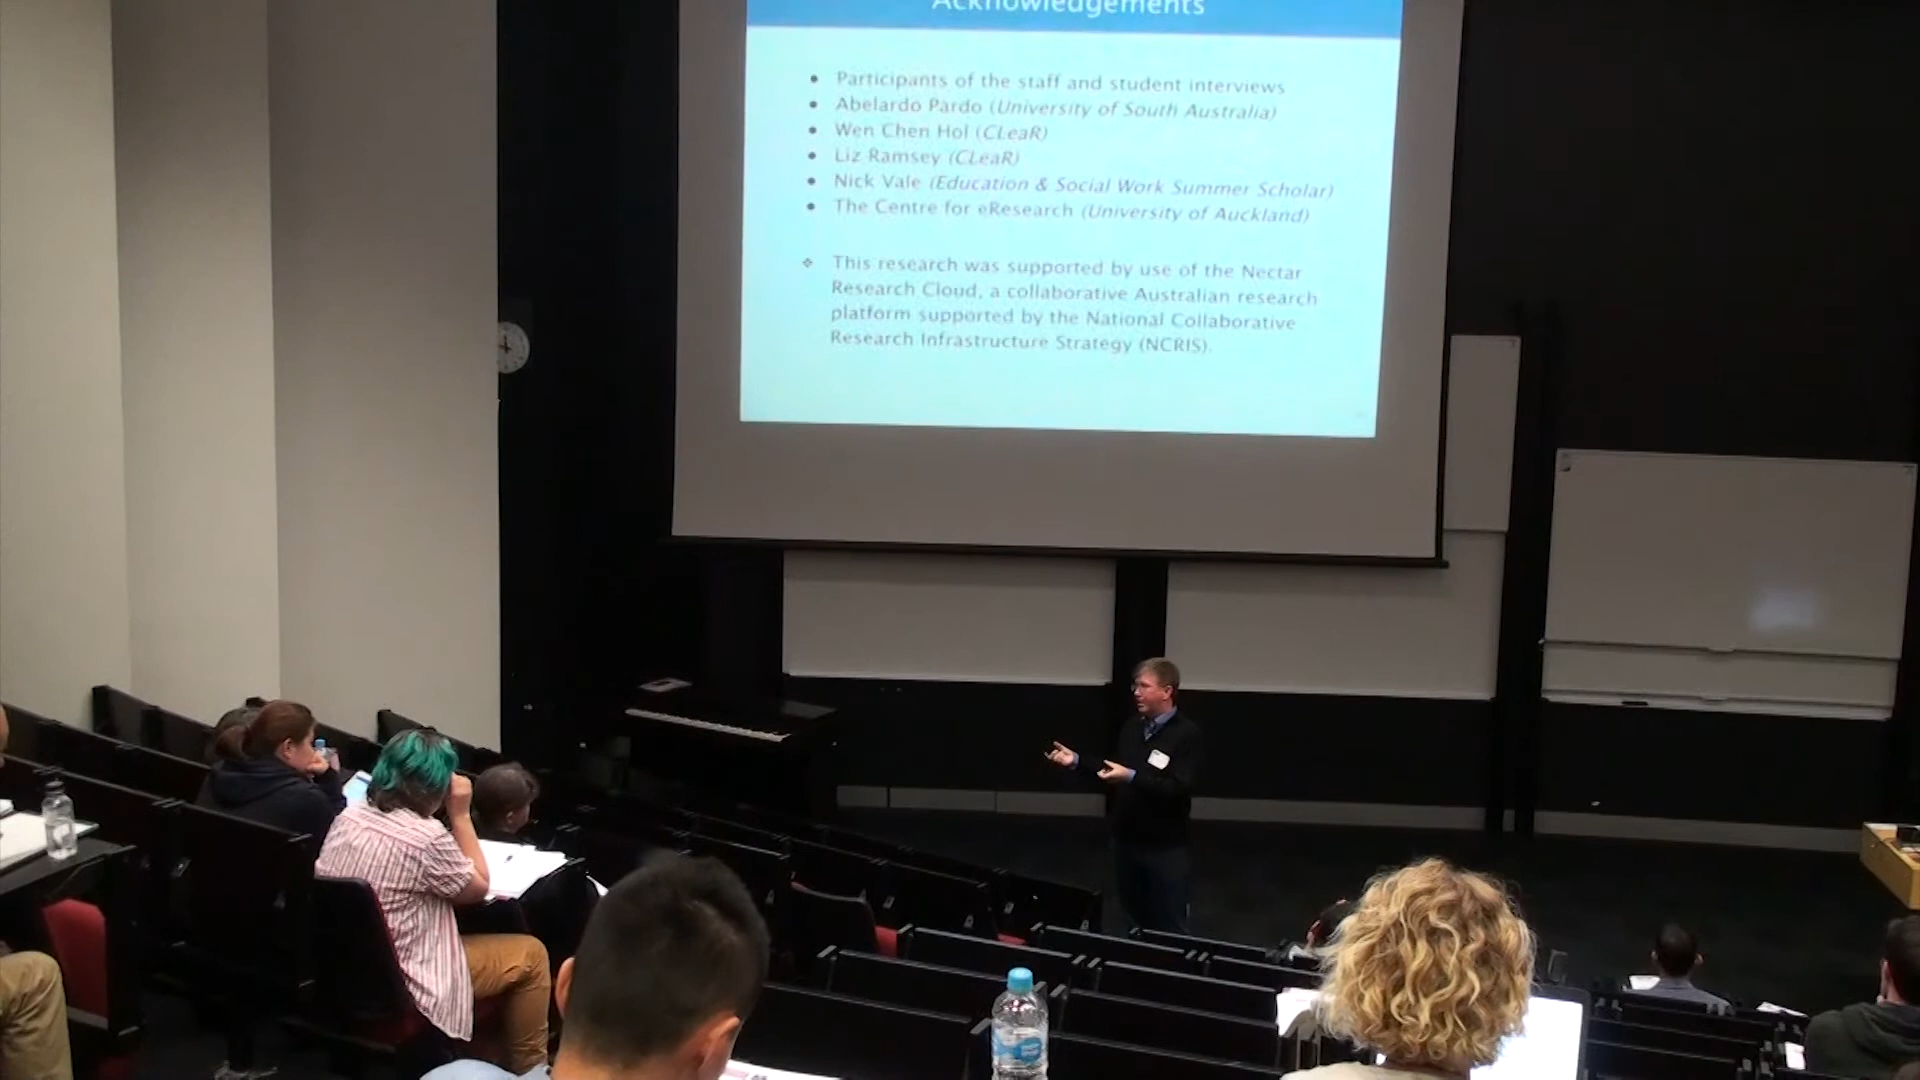 Acknowledgements
• Participants of the staff and student interviews
• Abelardo Pardo (University of South Australia)
• Wen Chen Hol (CLeaR)
• Liz Ramsey (CLeaR)
• Nick Vale (Education & Social Work Summer Scholar)
• The Centre for eResearch (University of Auckland)
❖ This research was supported by use of the Nectar
Research Cloud, a collaborative Australian research
platform supported by the National Collaborative
Research Infrastructure Strategy (NCRIS).